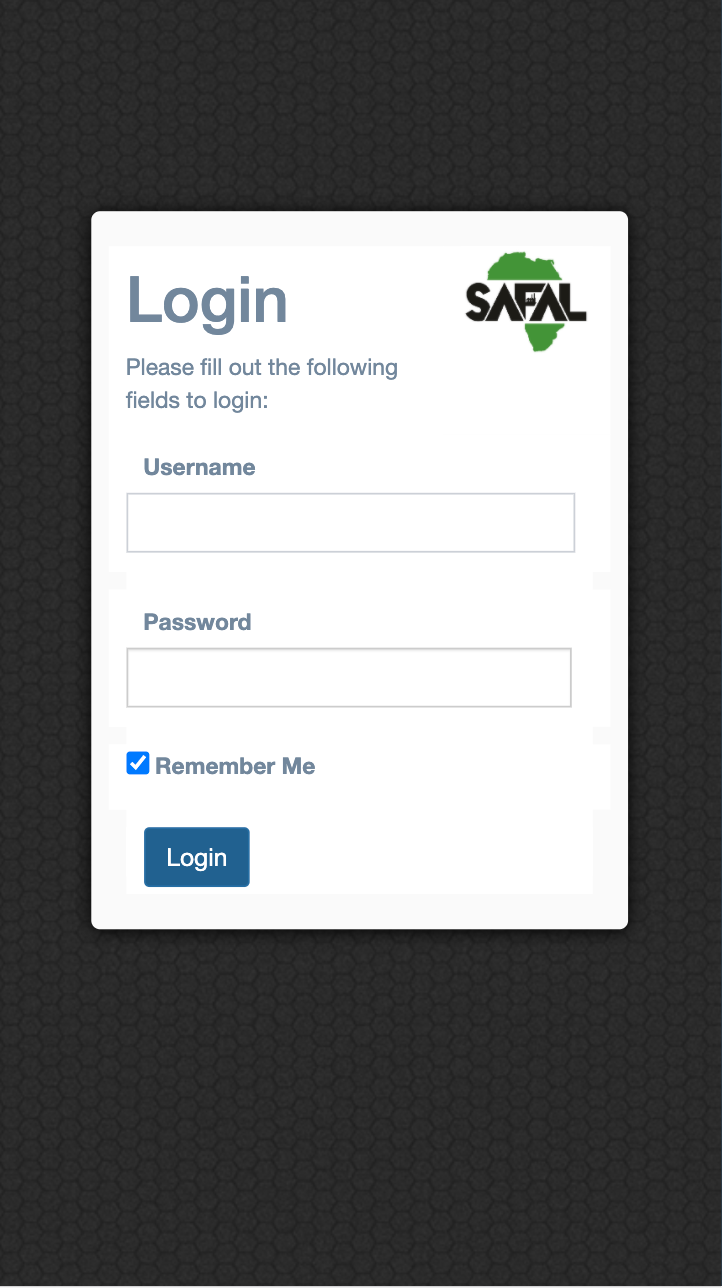 Login
SAFAL
Please fill out the following
fields to login:
Username
Password
Remember Me
Login